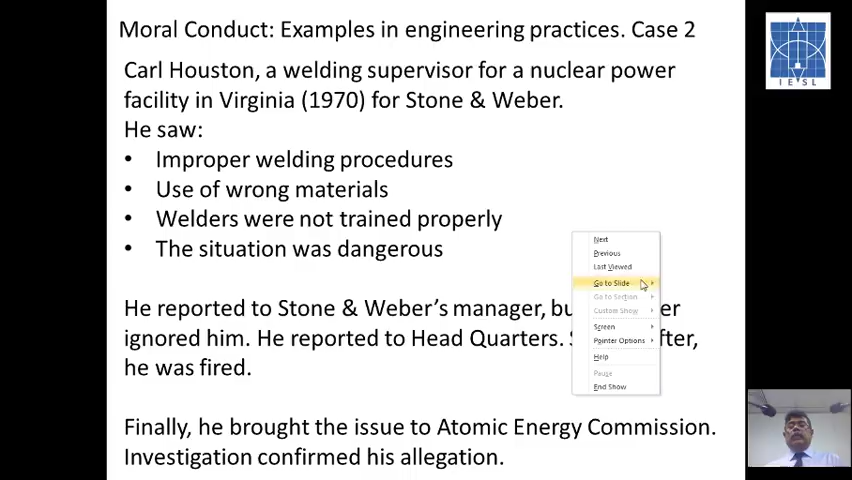 Moral Conduct: Examples in engineering practices. Case 2
Carl Houston, a welding supervisor for a nuclear power
facility in Virginia (1970) for Stone & Weber.
He saw:
• Improper welding procedures
• Use of wrong materials
• Welders were not trained properly
• The situation was dangerous
He reported to Stone & Weber's manager, bu er
ignored him. He reported to Head Quarters. S fter,
he was fired.
Finally, he brought the issue to Atomic Energy Commission.
Investigation confirmed his allegation.
Next
Previous
Last Viewed
Go to Slide
Go to Section
Custom Show
Screen
Pointer Options
Help
Pause
End Show
IESL